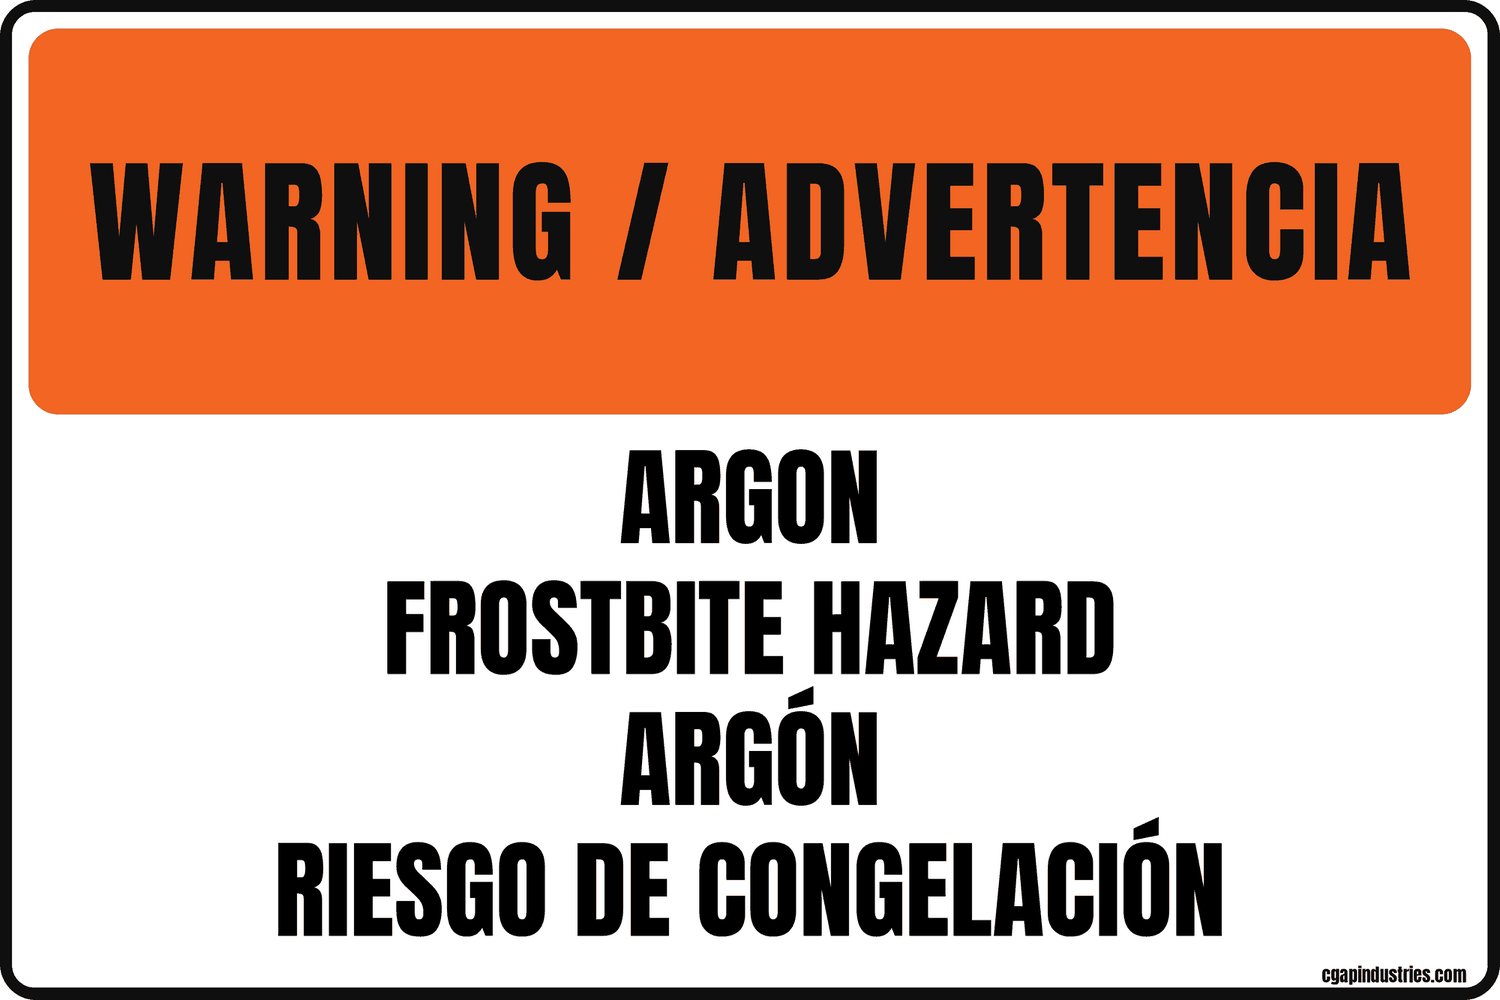 WARNING / ADVERTENCIA
ARGON
FROSTBITE HAZARD
ARGÓN
RIESGO DE CONGELACIÓN
cgapindustries.com